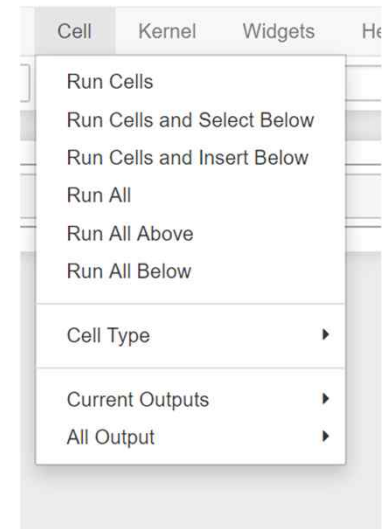 Cell Kernel Widgets He
Run Cells
Run Cells and Select Below
Run Cells and Insert Below
Run All
Run All Above
Run All Below
Cell Type
Current Outputs
All Output